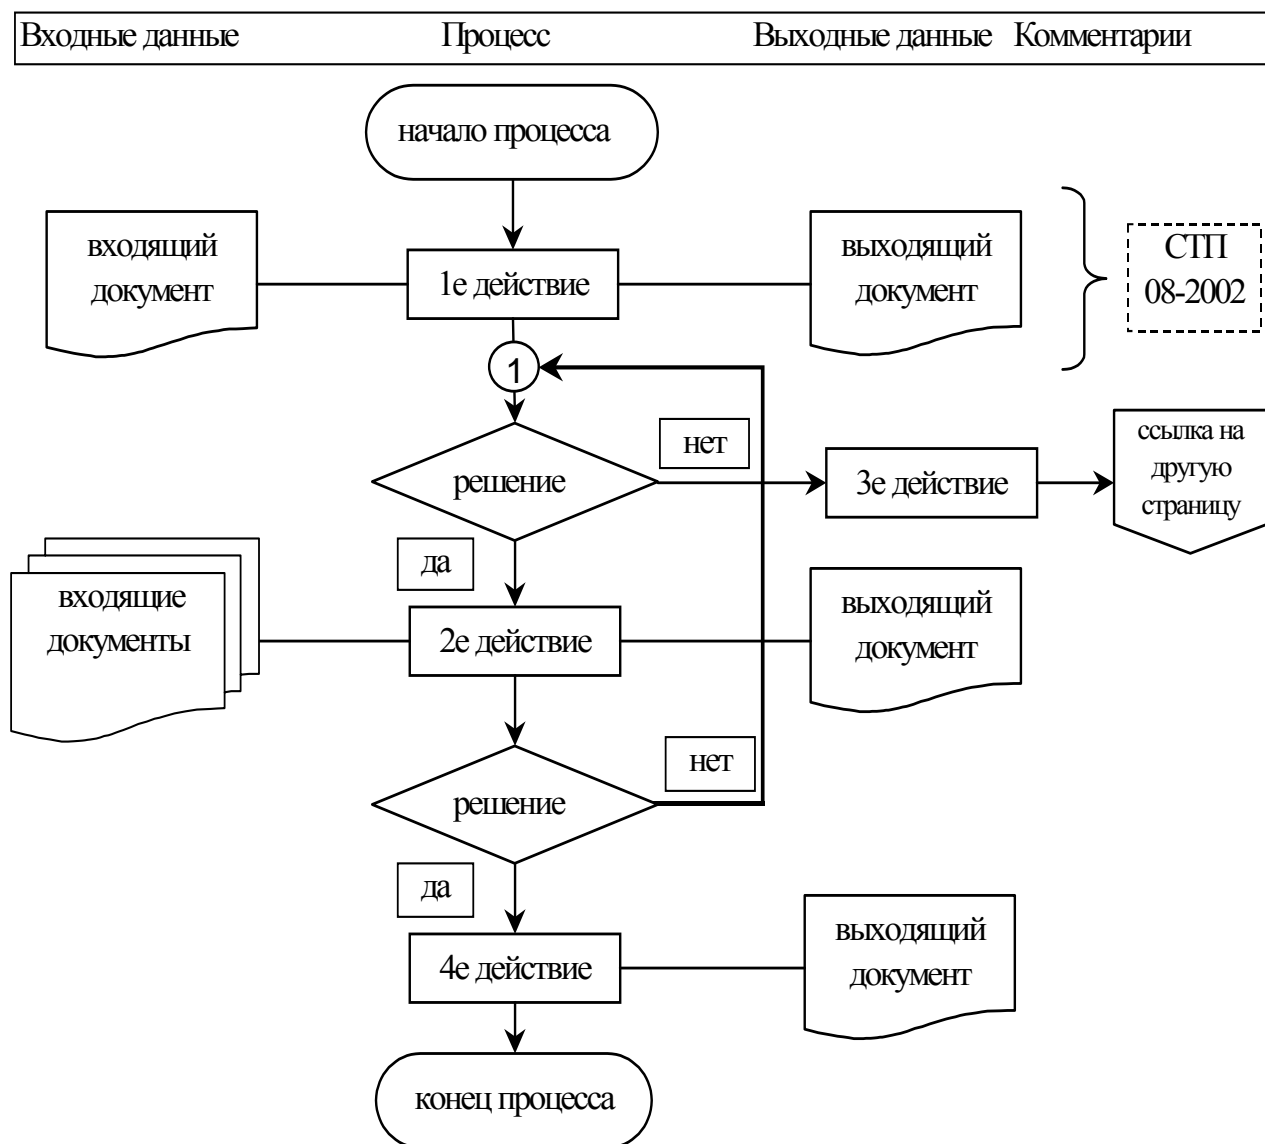 Входные данные Процесс Выходные данные Комментарии
начало процесса
входящий
документ
1е действие
выходящий
документ
СТП
08-2002
1
решение
нет
3е действие
ссылка на
другую
страницу
да
входящие
документы
2е действие
выходящий
документ
решение
нет
да
4е действие
выходящий
документ
конец процесса